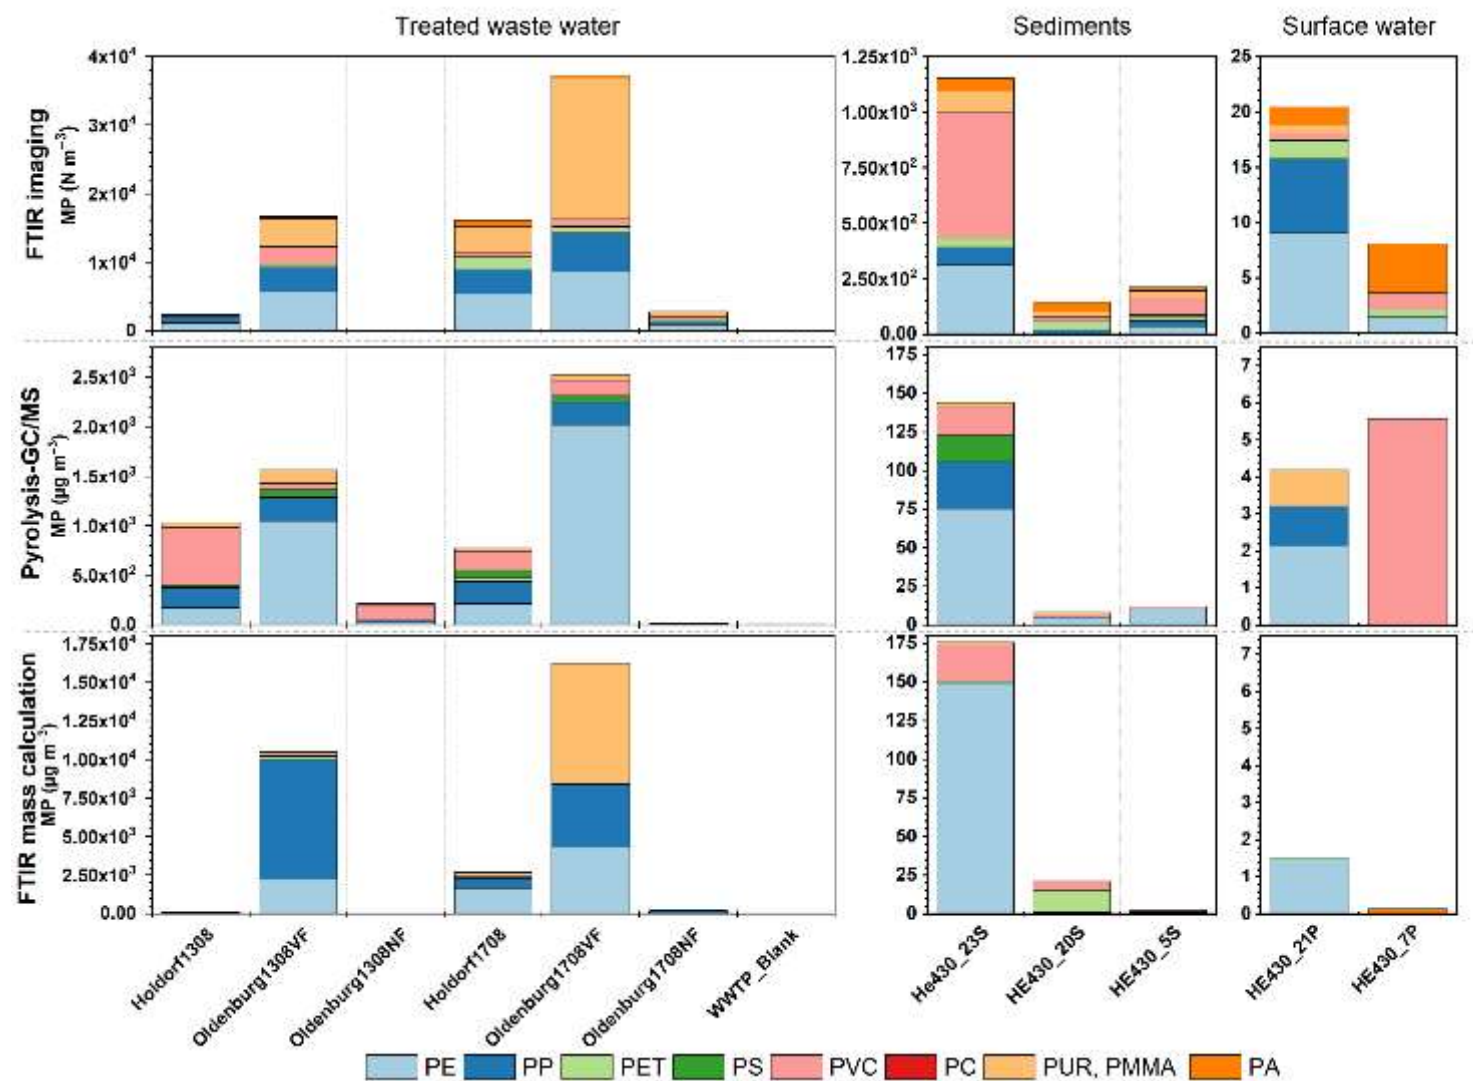 Treated waste water Sediments Surface water
FTIR imaging
MP (N m⁻³)
4x10⁴
3x10⁴
2x10⁴
1x10⁴
0
1.25x10³
1.00x10³
7.50x10²
5.00x10²
2.50x10²
0.00
25
20
15
10
5
0
Pyrolysis-GC/MS
MP (µg m⁻³)
2.5x10³
2.0x10³
1.5x10³
1.0x10³
5.0x10²
0.0
175
150
125
100
75
50
25
0
7
6
5
4
3
2
1
0
FTIR mass calculation
MP (µg m⁻³)
1.75x10⁴
1.50x10⁴
1.25x10⁴
1.00x10⁴
7.50x10³
5.00x10³
2.50x10³
0.00
175
150
125
100
75
50
25
0
7
6
5
4
3
2
1
0
Holdorf1308
Oldenburg1308VF
Oldenburg1308NF
Holdorf1708
Oldenburg1708VF
Oldenburg1708NF
WWTP_Blank
He430_23S
HE430_20S
HE430_5S
HE430_21P
HE430_7P
PE PP PET PS PVC PC PUR, PMMA PA